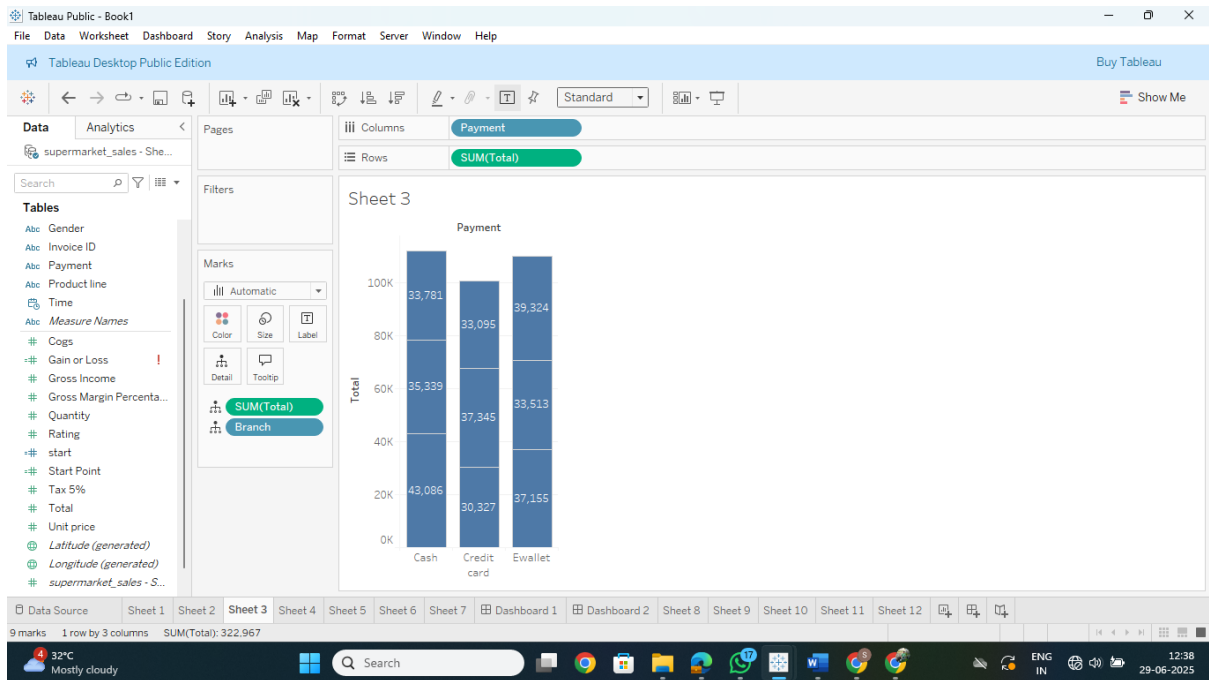 Tableau Public - Book1
File Data Worksheet Dashboard Story Analysis Map Format Server Window Help
Tableau Desktop Public Edition Buy Tableau
Standard Show Me
Data Analytics
supermarket_sales - She...
Search
Tables
Abc Gender
Abc Invoice ID
Abc Payment
Abc Product line
Time
Abc Measure Names
# Cogs
=# Gain or Loss !
# Gross Income
# Gross Margin Percenta...
# Quantity
# Rating
=# start
=# Start Point
# Tax 5%
# Total
# Unit price
Latitude (generated)
Longitude (generated)
# supermarket_sales - S...
Pages
Filters
Marks
Automatic
Color Size Label
Detail Tooltip
SUM(Total)
Branch
Columns Payment
Rows SUM(Total)
Sheet 3
Payment
Total
100K
80K
60K
40K
20K
0K
33,781
35,339
43,086
33,095
37,345
30,327
39,324
33,513
37,155
Cash Credit card Ewallet
Data Source Sheet 1 Sheet 2 Sheet 3 Sheet 4 Sheet 5 Sheet 6 Sheet 7 Dashboard 1 Dashboard 2 Sheet 8 Sheet 9 Sheet 10 Sheet 11 Sheet 12
9 marks 1 row by 3 columns SUM(Total): 322,967
4
32°C
Mostly cloudy
Search
17
S
ENG
IN
12:38
29-06-2025